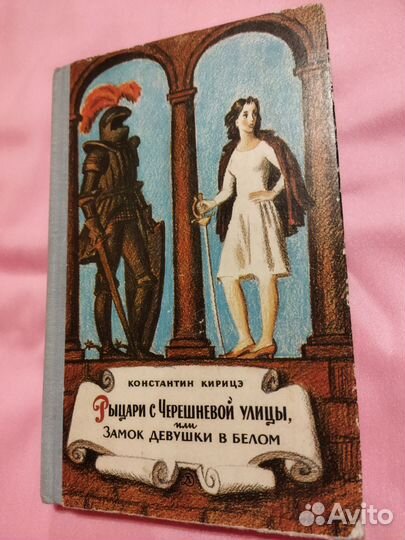 КОНСТАНТИН КИРИЦЭ
РЫЦАРИ С ЧЕРЕШНЕВОЙ УЛИЦЫ,
или
ЗАМОК ДЕВУШКИ В БЕЛОМ
Avito